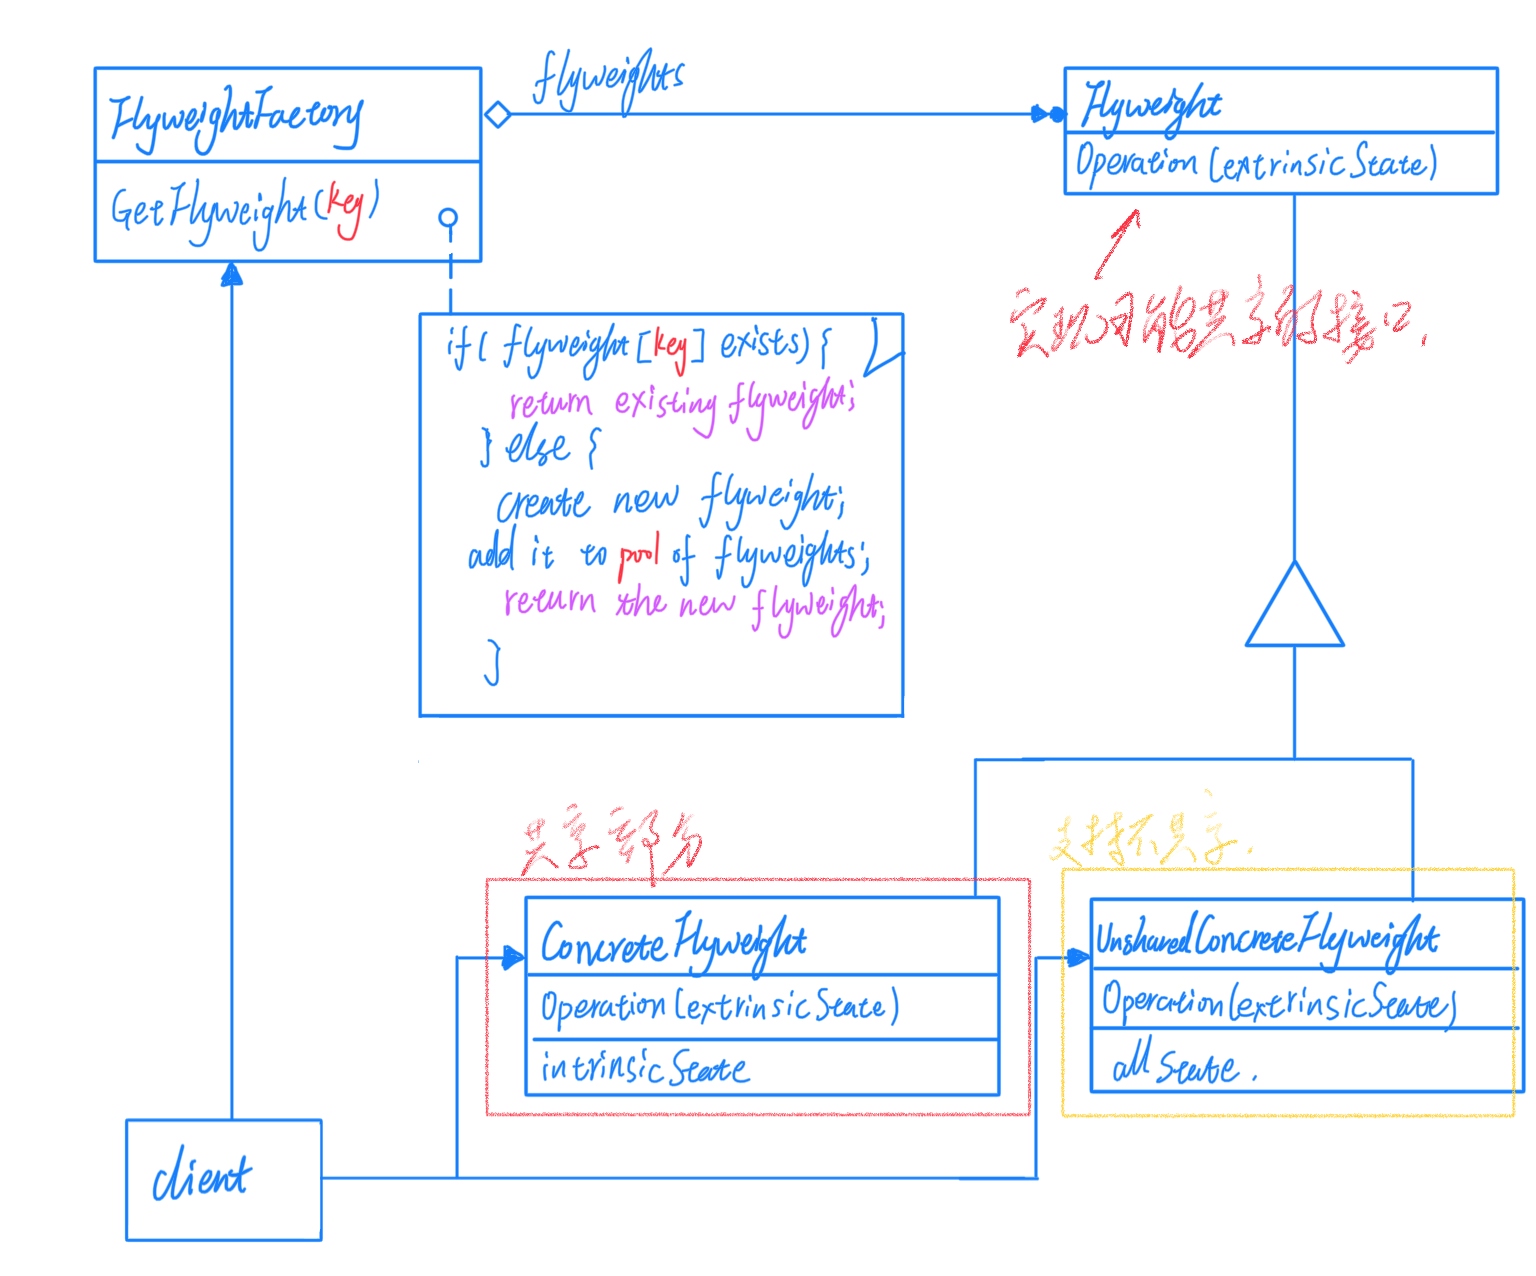 FlyweightFactory
GetFlyweight(key)
flyweights
Flyweight
Operation(extrinsicState)
实现可能共享的接口.
if( flyweight[key] exists) {
return existing flyweight;
} else {
create new flyweight;
add it to pool of flyweights;
return the new flyweight;
}
共享部分
ConcreteFlyweight
Operation(extrinsicState)
intrinsicState
支持不共享.
UnsharedConcreteFlyweight
Operation(extrinsicState)
all state.
client